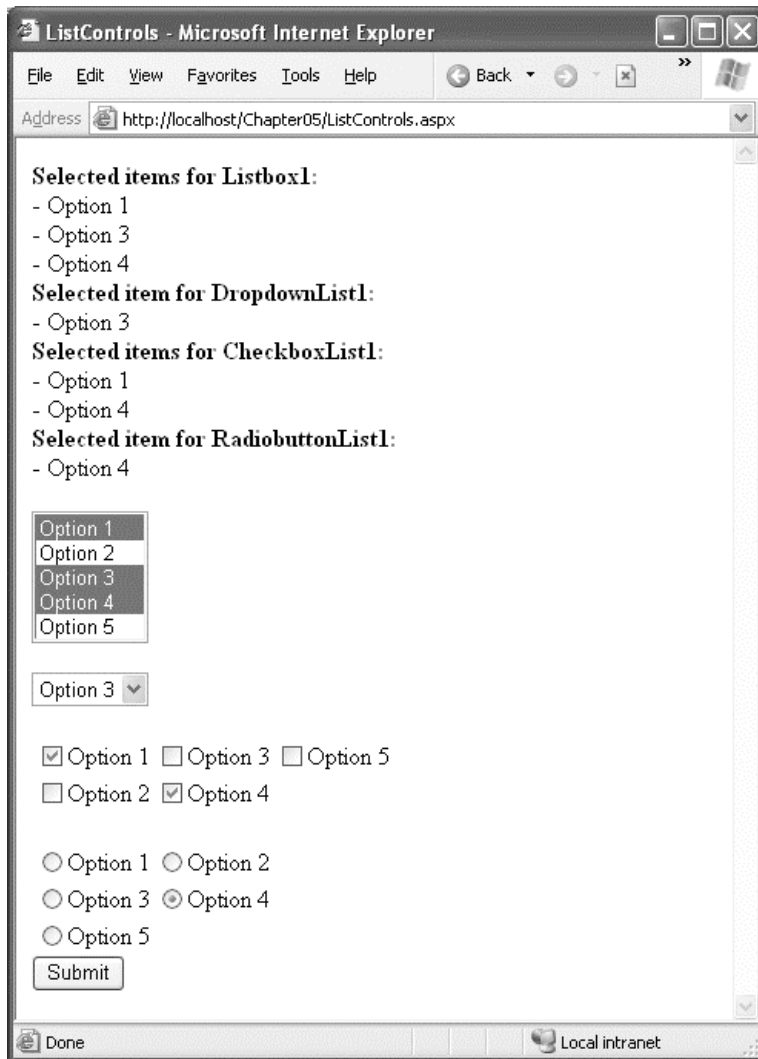 ListControls - Microsoft Internet Explorer
File Edit View Favorites Tools Help Back »
Address http://localhost/Chapter05/ListControls.aspx
Selected items for Listbox1:
- Option 1
- Option 3
- Option 4
Selected item for DropdownList1:
- Option 3
Selected items for CheckboxList1:
- Option 1
- Option 4
Selected item for RadiobuttonList1:
- Option 4
Option 1
Option 2
Option 3
Option 4
Option 5
Option 3
Option 1 Option 3 Option 5
Option 2 Option 4
Option 1 Option 2
Option 3 Option 4
Option 5
Submit
Done Local intranet